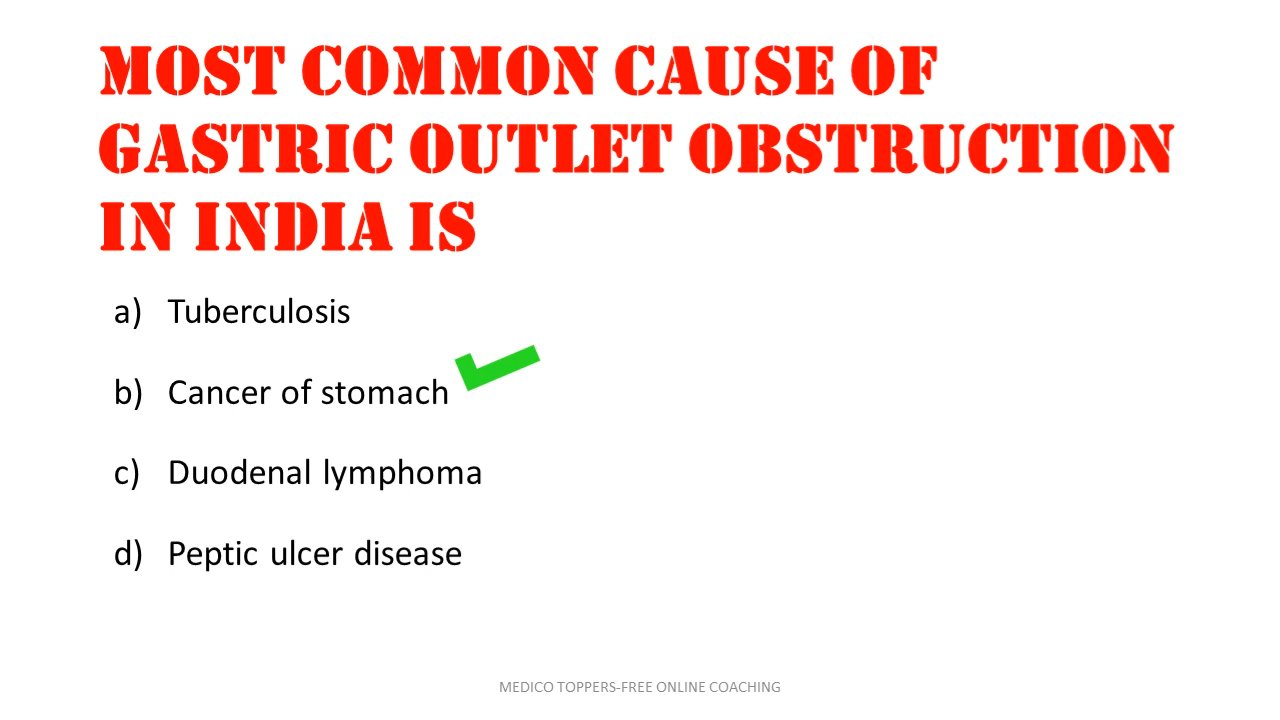 MOST COMMON CAUSE OF
GASTRIC OUTLET OBSTRUCTION
IN INDIA IS
a) Tuberculosis
b) Cancer of stomach
c) Duodenal lymphoma
d) Peptic ulcer disease
MEDICO TOPPERS-FREE ONLINE COACHING